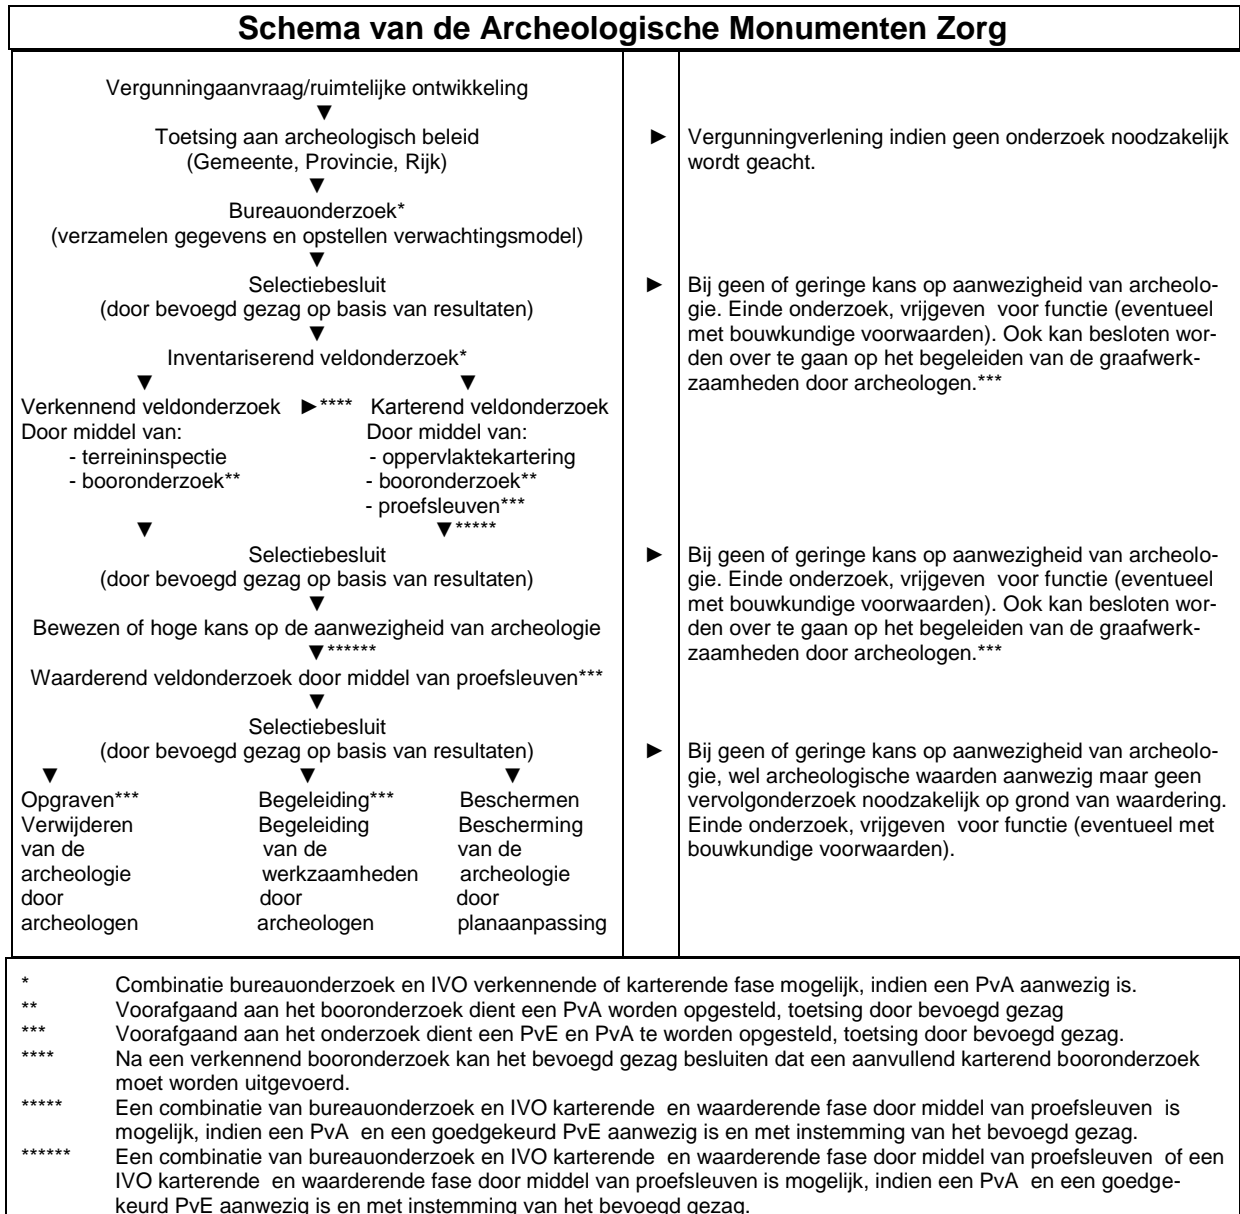 Schema van de Archeologische Monumenten Zorg
Vergunningaanvraag/ruimtelijke ontwikkeling
▼
Toetsing aan archeologisch beleid
(Gemeente, Provincie, Rijk)
► Vergunningverlening indien geen onderzoek noodzakelijk
wordt geacht.
▼
Bureauonderzoek*
(verzamelen gegevens en opstellen verwachtingsmodel)
▼
Selectiebesluit
(door bevoegd gezag op basis van resultaten)
► Bij geen of geringe kans op aanwezigheid van archeolo-
gie. Einde onderzoek, vrijgeven voor functie (eventueel
met bouwkundige voorwaarden). Ook kan besloten wor-
den over te gaan op het begeleiden van de graafwerk-
zaamheden door archeologen.***
▼
Inventariserend veldonderzoek*
▼ ▼
Verkennend veldonderzoek ►**** Karterend veldonderzoek
Door middel van: Door middel van:
- terreininspectie - oppervlaktekartering
- booronderzoek** - booronderzoek**
- proefsleuven***
▼ ▼*****
Selectiebesluit
(door bevoegd gezag op basis van resultaten)
► Bij geen of geringe kans op aanwezigheid van archeolo-
gie. Einde onderzoek, vrijgeven voor functie (eventueel
met bouwkundige voorwaarden). Ook kan besloten wor-
den over te gaan op het begeleiden van de graafwerk-
zaamheden door archeologen.***
▼
Bewezen of hoge kans op de aanwezigheid van archeologie
▼******
Waarderend veldonderzoek door middel van proefsleuven***
▼
Selectiebesluit
(door bevoegd gezag op basis van resultaten)
► Bij geen of geringe kans op aanwezigheid van archeolo-
gie, wel archeologische waarden aanwezig maar geen
vervolgonderzoek noodzakelijk op grond van waardering.
Einde onderzoek, vrijgeven voor functie (eventueel met
bouwkundige voorwaarden).
▼ ▼ ▼
Opgraven*** Begeleiding*** Beschermen
Verwijderen Begeleiding Bescherming
van de van de van de
archeologie werkzaamheden archeologie
door door door
archeologen archeologen planaanpassing
* Combinatie bureauonderzoek en IVO verkennende of karterende fase mogelijk, indien een PvA aanwezig is.
** Voorafgaand aan het booronderzoek dient een PvA worden opgesteld, toetsing door bevoegd gezag
*** Voorafgaand aan het onderzoek dient een PvE en PvA te worden opgesteld, toetsing door bevoegd gezag.
**** Na een verkennend booronderzoek kan het bevoegd gezag besluiten dat een aanvullend karterend booronderzoek
moet worden uitgevoerd.
***** Een combinatie van bureauonderzoek en IVO karterende en waarderende fase door middel van proefsleuven is
mogelijk, indien een PvA en een goedgekeurd PvE aanwezig is en met instemming van het bevoegd gezag.
****** Een combinatie van bureauonderzoek en IVO karterende en waarderende fase door middel van proefsleuven of een
IVO karterende en waarderende fase door middel van proefsleuven is mogelijk, indien een PvA en een goedge-
keurd PvE aanwezig is en met instemming van het bevoegd gezag.